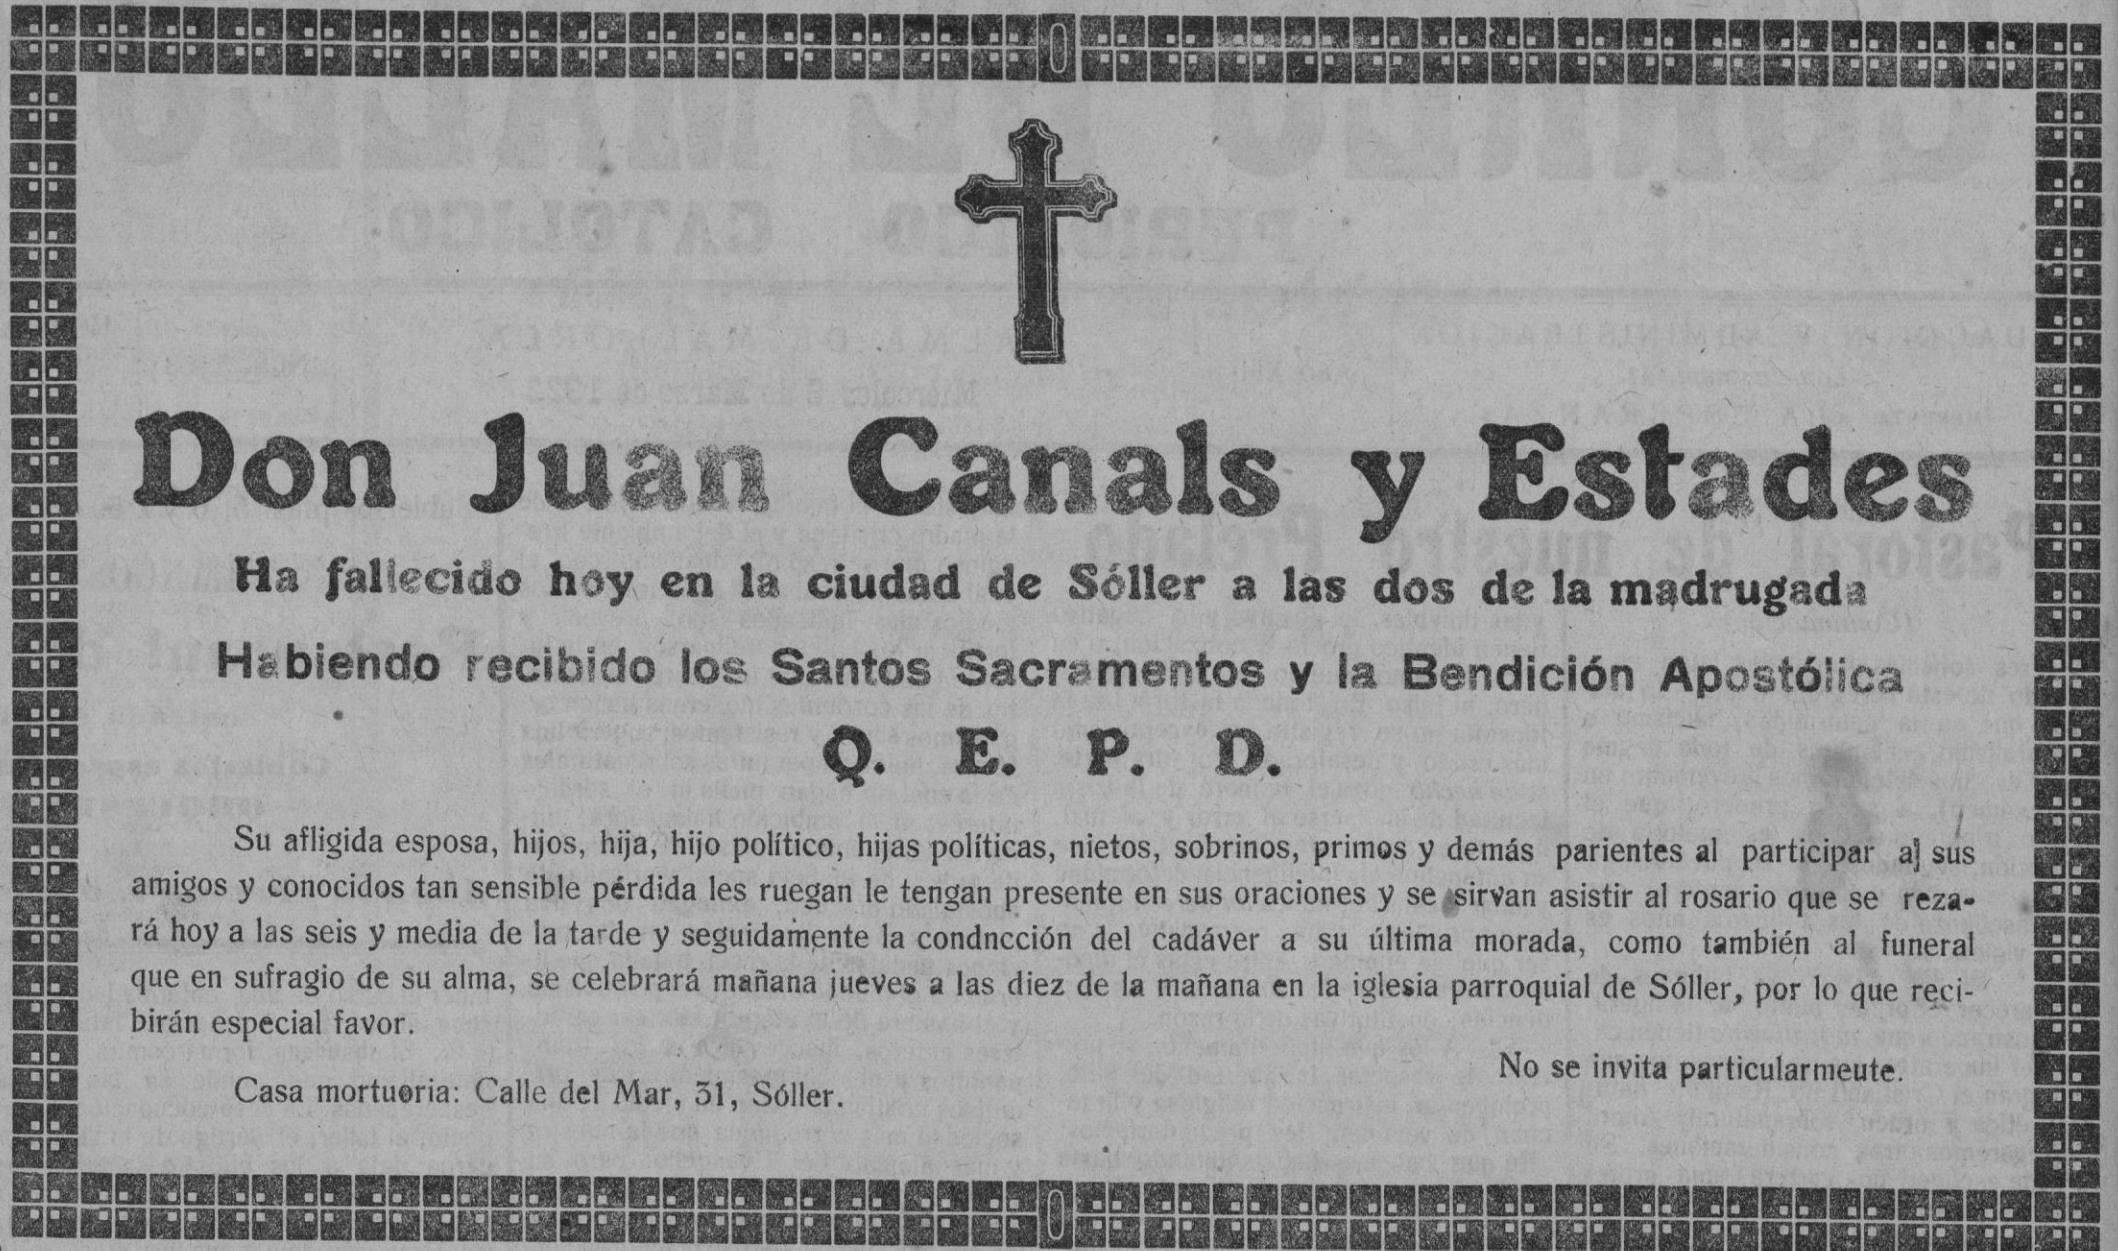 Don Juan Canals y Estades
Ha fallecido hoy en la ciudad de Sóller a las dos de la madrugada
Habiendo recibido los Santos Sacramentos y la Bendición Apostólica
Q. E. P. D.
Su afligida esposa, hijos, hija, hijo político, hijas políticas, nietos, sobrinos, primos y demás parientes al participar a] sus
amigos y conocidos tan sensible pérdida les ruegan le tengan presente en sus oraciones y se sirvan asistir al rosario que se reza-
rá hoy a las seis y media de la tarde y seguidamente la condncción del cadáver a su última morada, como también al funeral
que en sufragio de su alma, se celebrará mañana jueves a las diez de la mañana en la iglesia parroquial de Sóller, por lo que reci-
birán especial favor.
No se invita particularmeute.
Casa mortuoria: Calle del Mar, 31, Sóller.